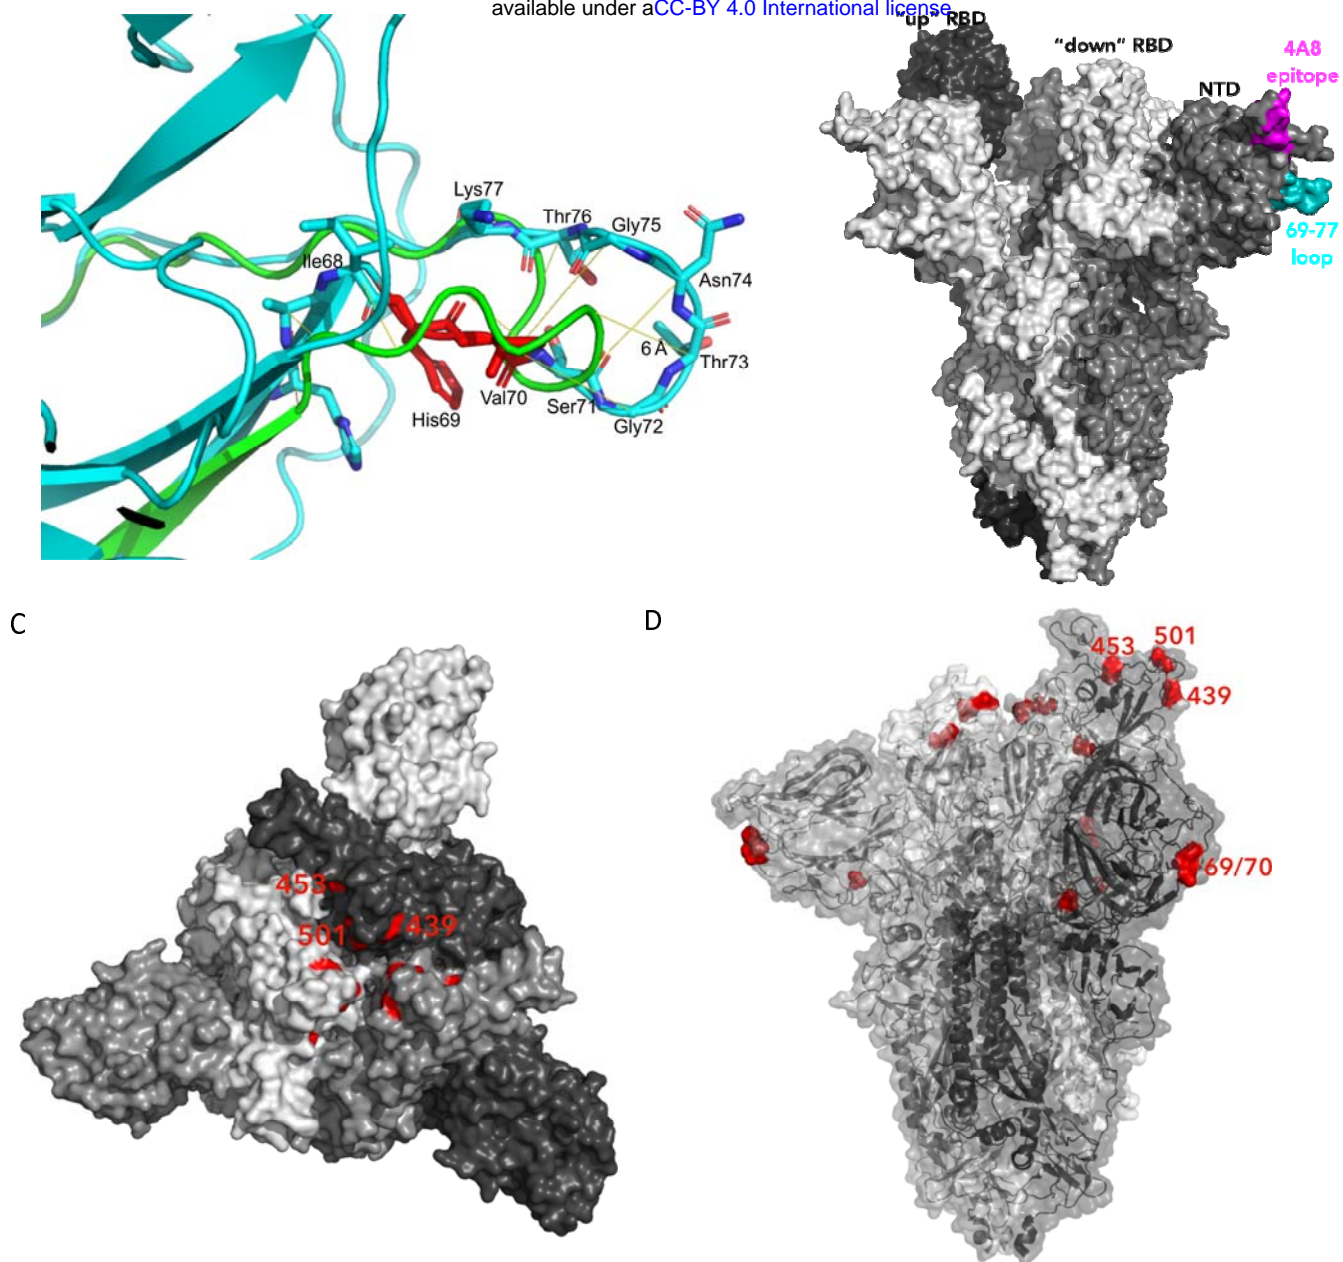 available under aCC-BY 4.0 International license
"up" RBD
"down" RBD
4A8
epitope
NTD
69-77
loop
Lys77
Thr76
Gly75
Ile68
Asn74
6 A
Thr73
Val70
Ser71
His69
Gly72
C
D
453
501
439
453
501
439
69/70